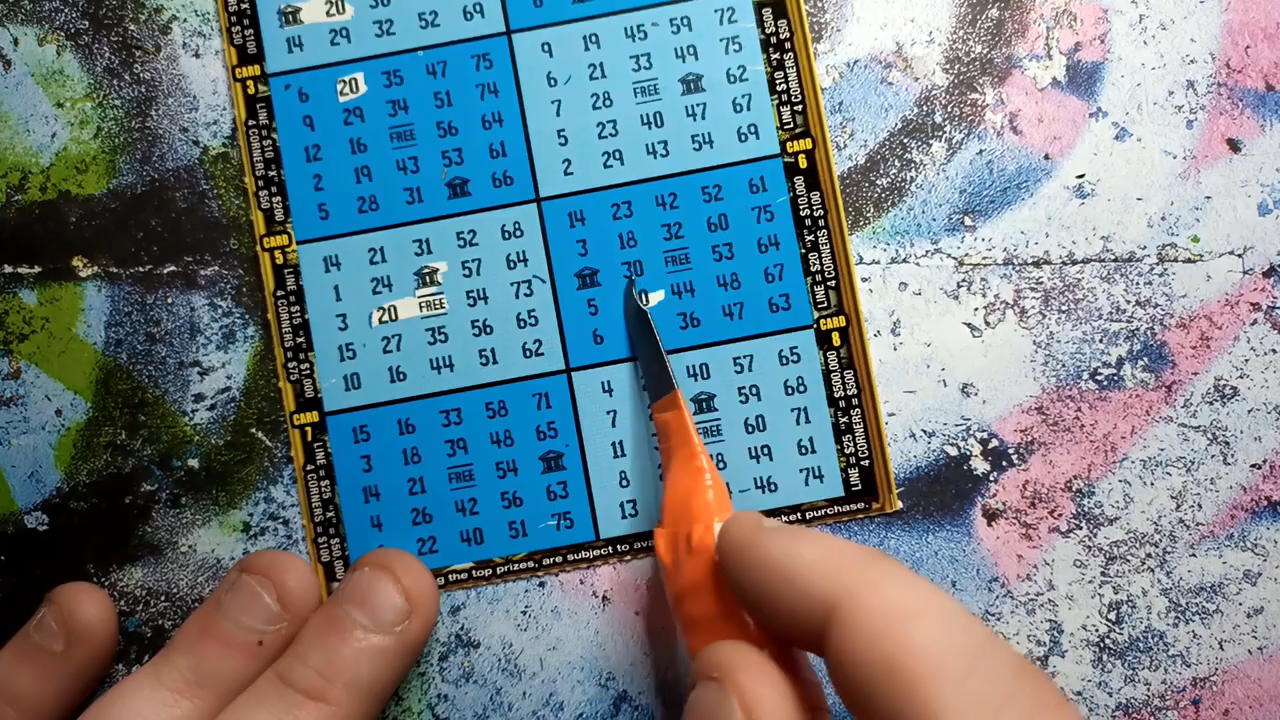 20
14 29 32 52 69
CARD 3
LINE = $10 "X" = $200
4 CORNERS = $50
6 20 35 47 75
9 29 34 51 74
12 16 FREE 56 64
2 19 43 53 61
5 28 31 66
9 19 45 59 72
6 21 33 49 75
7 28 FREE 62
5 23 40 47 67
2 29 43 54 69
LINE = $10 "X" = $500
4 CORNERS = $50
CARD 5
LINE = $15 "X" = $1,000
4 CORNERS = $75
14 21 31 52 68
1 24 57 64
3 20 FREE 54 73
15 27 35 56 65
10 16 44 51 62
CARD 6
LINE = $20 "X" = $10,000
4 CORNERS = $100
14 23 42 52 61
3 18 32 60 75
30 FREE 53 64
5 44 48 67
6 36 47 63
CARD 7
LINE = $25 "X" = $50,000
4 CORNERS = $100
15 16 33 58 71
3 18 39 48 65
14 21 FREE 54
4 26 42 56 63
22 40 51 75
CARD 8
LINE = $25 "X" = $500,000
4 CORNERS = $500
4 40 57 65
7 59 68
11 FREE 60 71
8 49 61
13 46 74
the top prizes, are subject to
purchase.